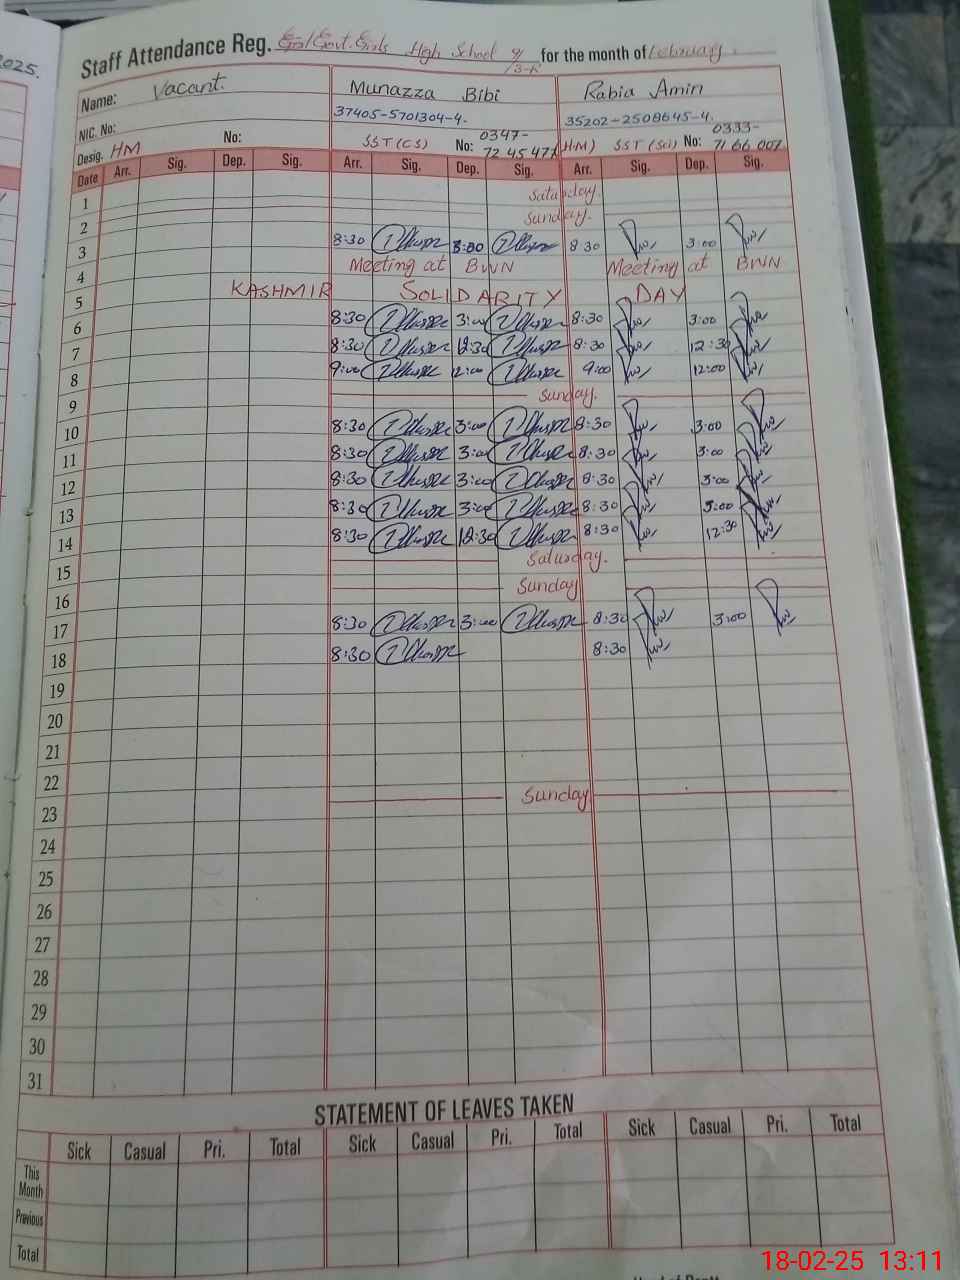 2025.
Staff Attendance Reg. Govt. Girls High School 9/3-R for the month of February.
Name: Vacant. Munazza Bibi Rabia Amin
NIC. No: 37405-5701304-4. 35202-2508645-4.
Desig. HM No: SST (CS) No: 0347- (HM) SST (Sci) No: 0333-
Date Arr. Sig. Dep. Sig. Arr. Sig. Dep. Sig. Arr. Sig. Dep. Sig.
1 Saturday.
2 Sunday.
3 8:30 3:00 8:30 3:00
4 Meeting at BWN Meeting at BWN
5 KASHMIR SOLIDARITY DAY
6 8:30 3:00 8:30 3:00
7 8:30 12:30 8:30 12:30
8 9:00 12:00 9:00 12:00
9 Sunday.
10 8:30 3:00 8:30 3:00
11 8:30 3:00 8:30 3:00
12 8:30 3:00 8:30 3:00
13 8:30 3:00 8:30 3:00
14 8:30 12:30 8:30 12:30
15 Saturday.
16 Sunday
17 8:30 3:00 8:30 3:00
18 8:30 8:30
19
20
21
22
23 Sunday
24
25
26
27
28
29
30
31
STATEMENT OF LEAVES TAKEN
Sick Casual Pri. Total Sick Casual Pri. Total Sick Casual Pri. Total
This Month
Previous
Total
18-02-25 13:11